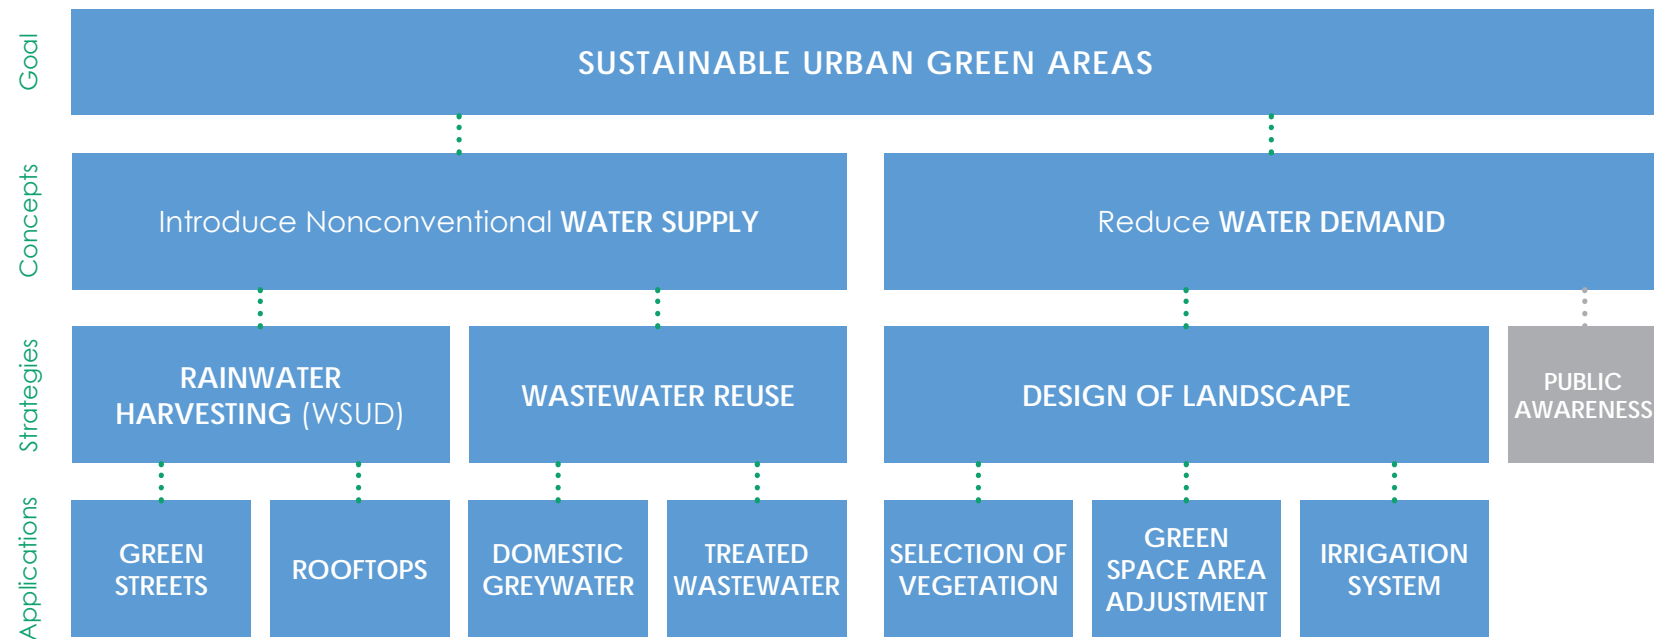 Goal
SUSTAINABLE URBAN GREEN AREAS
Concepts
Introduce Nonconventional WATER SUPPLY
Reduce WATER DEMAND
Strategies
RAINWATER
HARVESTING (WSUD)
WASTEWATER REUSE
DESIGN OF LANDSCAPE
PUBLIC
AWARENESS
Applications
GREEN
STREETS
ROOFTOPS
DOMESTIC
GREYWATER
TREATED
WASTEWATER
SELECTION OF
VEGETATION
GREEN
SPACE AREA
ADJUSTMENT
IRRIGATION
SYSTEM